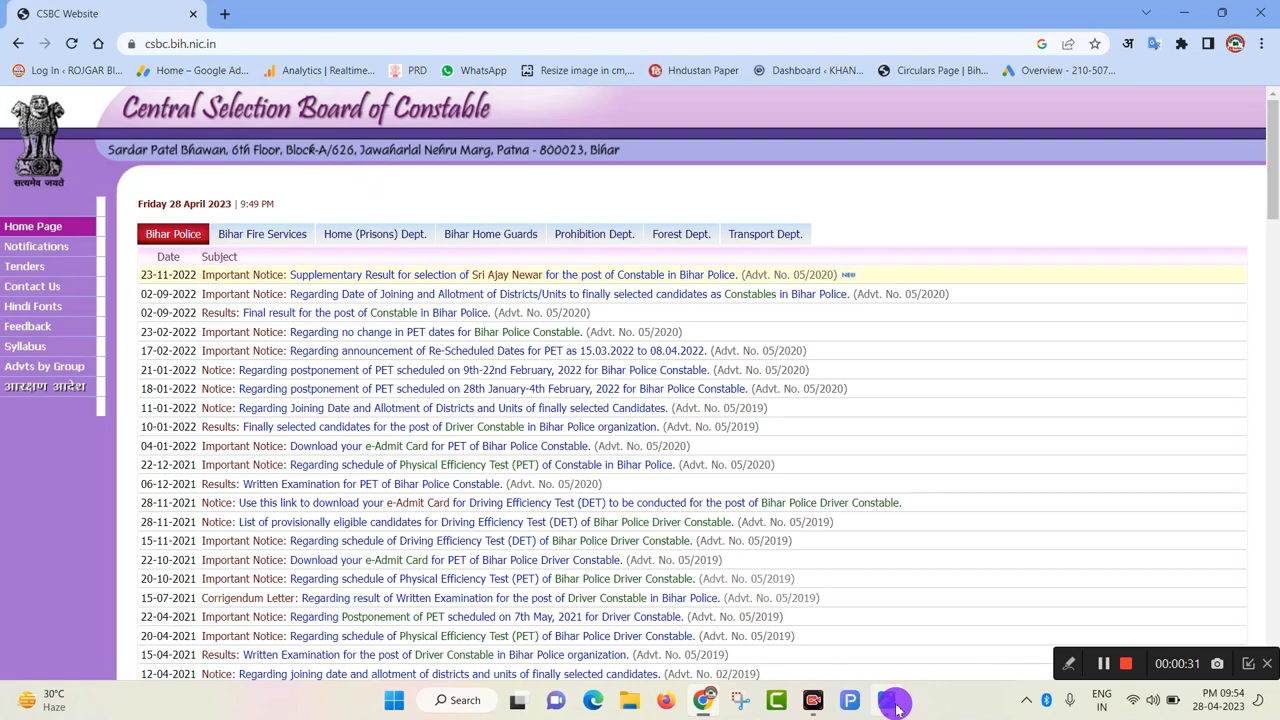 CSBC Website
csbc.bih.nic.in
Log In ‹ ROJGAR BI...
Home – Google Ad...
Analytics | Realtime...
PRD
WhatsApp
Resize image in cm,...
Hndustan Paper
Dashboard ‹ KHAN...
Circulars Page | Bih...
Overview - 210-507...
Central Selection Board of Constable
Sardar Patel Bhawan, 6th Floor, Block-A/626, Jawaharlal Nehru Marg, Patna - 800023, Bihar
सत्यमेव जयते
Friday 28 April 2023 | 9:49 PM
Home Page
Notifications
Tenders
Contact Us
Hindi Fonts
Feedback
Syllabus
Advts by Group
आरक्षण आदेश
Bihar Police Bihar Fire Services Home (Prisons) Dept. Bihar Home Guards Prohibition Dept. Forest Dept. Transport Dept.
Date Subject
23-11-2022 Important Notice: Supplementary Result for selection of Sri Ajay Newar for the post of Constable in Bihar Police. (Advt. No. 05/2020) NEW
02-09-2022 Important Notice: Regarding Date of Joining and Allotment of Districts/Units to finally selected candidates as Constables in Bihar Police. (Advt. No. 05/2020)
02-09-2022 Results: Final result for the post of Constable in Bihar Police. (Advt. No. 05/2020)
23-02-2022 Important Notice: Regarding no change in PET dates for Bihar Police Constable. (Advt. No. 05/2020)
17-02-2022 Important Notice: Regarding announcement of Re-Scheduled Dates for PET as 15.03.2022 to 08.04.2022. (Advt. No. 05/2020)
21-01-2022 Notice: Regarding postponement of PET scheduled on 9th-22nd February, 2022 for Bihar Police Constable. (Advt. No. 05/2020)
18-01-2022 Notice: Regarding postponement of PET scheduled on 28th January-4th February, 2022 for Bihar Police Constable. (Advt. No. 05/2020)
11-01-2022 Notice: Regarding Joining Date and Allotment of Districts and Units of finally selected Candidates. (Advt. No. 05/2019)
10-01-2022 Results: Finally selected candidates for the post of Driver Constable in Bihar Police organization. (Advt. No. 05/2019)
04-01-2022 Important Notice: Download your e-Admit Card for PET of Bihar Police Constable. (Advt. No. 05/2020)
22-12-2021 Important Notice: Regarding schedule of Physical Efficiency Test (PET) of Constable in Bihar Police. (Advt. No. 05/2020)
06-12-2021 Results: Written Examination for PET of Bihar Police Constable. (Advt. No. 05/2020)
28-11-2021 Notice: Use this link to download your e-Admit Card for Driving Efficiency Test (DET) to be conducted for the post of Bihar Police Driver Constable.
28-11-2021 Notice: List of provisionally eligible candidates for Driving Efficiency Test (DET) of Bihar Police Driver Constable. (Advt. No. 05/2019)
15-11-2021 Important Notice: Regarding schedule of Driving Efficiency Test (DET) of Bihar Police Driver Constable. (Advt. No. 05/2019)
22-10-2021 Important Notice: Download your e-Admit Card for PET of Bihar Police Driver Constable. (Advt. No. 05/2019)
20-10-2021 Important Notice: Regarding schedule of Physical Efficiency Test (PET) of Bihar Police Driver Constable. (Advt. No. 05/2019)
15-07-2021 Corrigendum Letter: Regarding result of Written Examination for the post of Driver Constable in Bihar Police. (Advt. No. 05/2019)
22-04-2021 Important Notice: Regarding Postponement of PET scheduled on 7th May, 2021 for Driver Constable. (Advt. No. 05/2019)
20-04-2021 Important Notice: Regarding schedule of Physical Efficiency Test (PET) of Bihar Police Driver Constable. (Advt. No. 05/2019)
15-04-2021 Results: Written Examination for the post of Driver Constable in Bihar Police organization. (Advt. No. 05/2019)
12-04-2021 Notice: Regarding joining date and allotment of districts and units of finally selected candidates. (Advt. No. 02/2019)
00:00:31
30°C
Haze
Search
ENG
IN
PM 09:54
28-04-2023